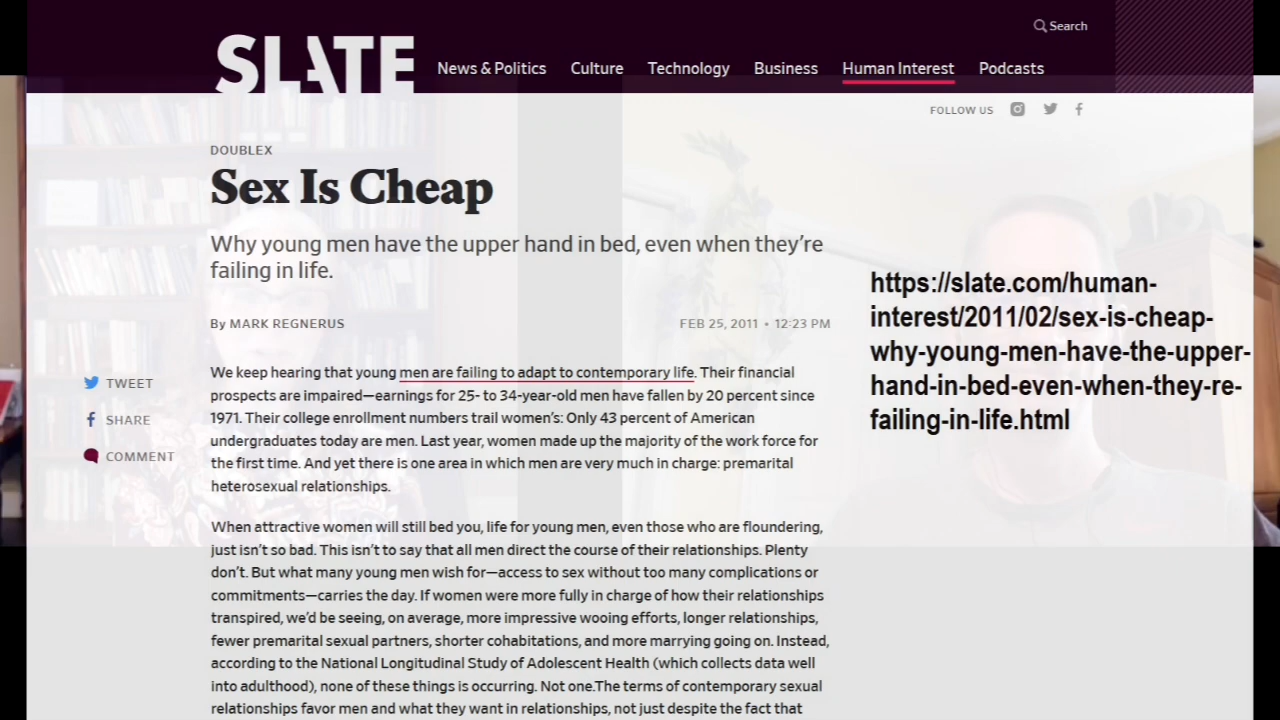 Search
SLATE
News & Politics Culture Technology Business Human Interest Podcasts
FOLLOW US
DOUBLEX
Sex Is Cheap
Why young men have the upper hand in bed, even when they’re
failing in life.
By MARK REGNERUS
FEB 25, 2011 • 12:23 PM
TWEET
SHARE
COMMENT
We keep hearing that young men are failing to adapt to contemporary life. Their financial
prospects are impaired—earnings for 25- to 34-year-old men have fallen by 20 percent since
1971. Their college enrollment numbers trail women’s: Only 43 percent of American
undergraduates today are men. Last year, women made up the majority of the work force for
the first time. And yet there is one area in which men are very much in charge: premarital
heterosexual relationships.
When attractive women will still bed you, life for young men, even those who are floundering,
just isn’t so bad. This isn’t to say that all men direct the course of their relationships. Plenty
don’t. But what many young men wish for—access to sex without too many complications or
commitments—carries the day. If women were more fully in charge of how their relationships
transpired, we’d be seeing, on average, more impressive wooing efforts, longer relationships,
fewer premarital sexual partners, shorter cohabitations, and more marrying going on. Instead,
according to the National Longitudinal Study of Adolescent Health (which collects data well
into adulthood), none of these things is occurring. Not one.The terms of contemporary sexual
relationships favor men and what they want in relationships, not just despite the fact that
https://slate.com/human-
interest/2011/02/sex-is-cheap-
why-young-men-have-the-upper-
hand-in-bed-even-when-they-re-
failing-in-life.html